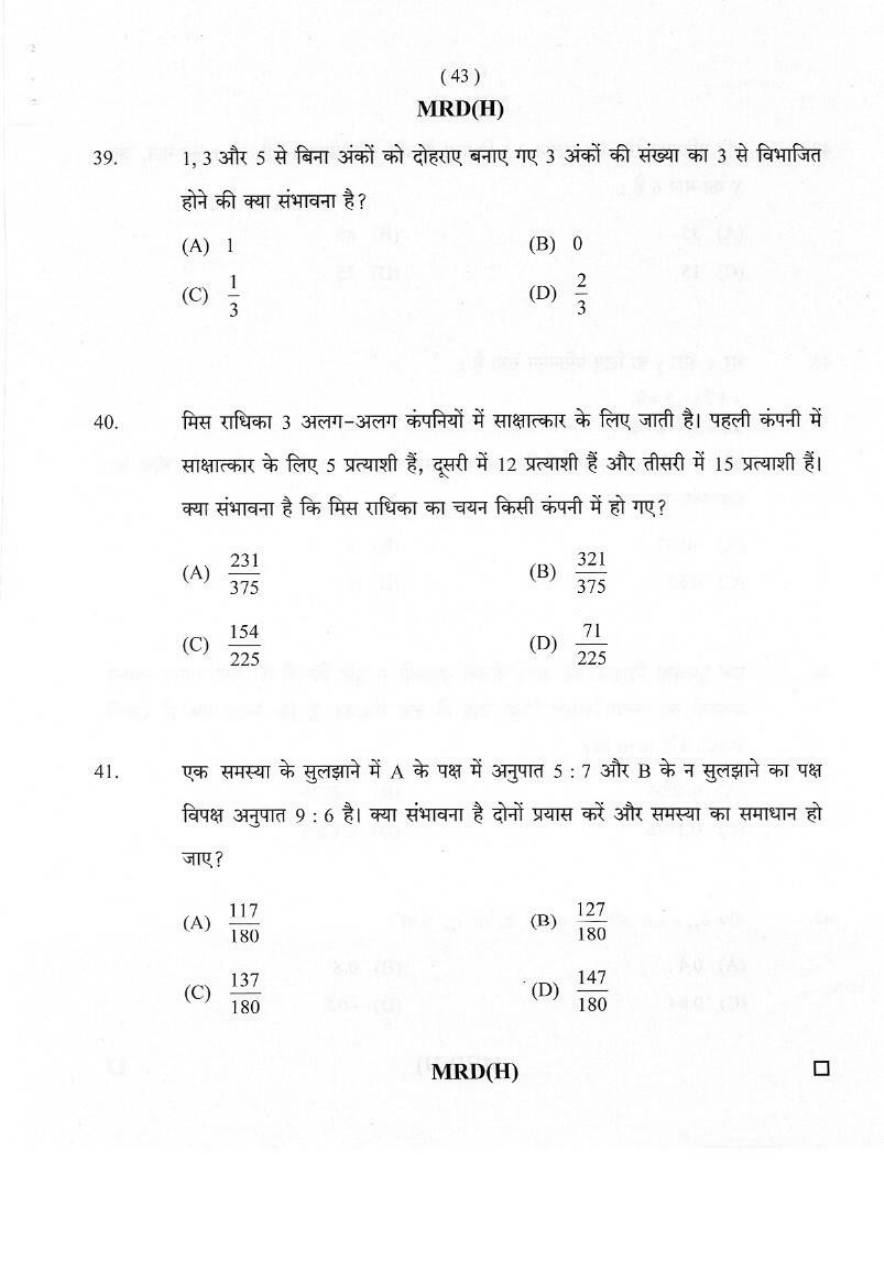 ( 43 )
MRD(H)
39. 1, 3 और 5 से बिना अंकों को दोहराए बनाए गए 3 अंकों की संख्या का 3 से विभाजित
होने की क्या संभावना है?
(A) 1 (B) 0
(C) 1/3 (D) 2/3
40. मिस राधिका 3 अलग-अलग कंपनियों में साक्षात्कार के लिए जाती है। पहली कंपनी में
साक्षात्कार के लिए 5 प्रत्याशी हैं, दूसरी में 12 प्रत्याशी हैं और तीसरी में 15 प्रत्याशी हैं।
क्या संभावना है कि मिस राधिका का चयन किसी कंपनी में हो गए?
(A) 231/375 (B) 321/375
(C) 154/225 (D) 71/225
41. एक समस्या के सुलझाने में A के पक्ष में अनुपात 5 : 7 और B के न सुलझाने का पक्ष
विपक्ष अनुपात 9 : 6 है। क्या संभावना है दोनों प्रयास करें और समस्या का समाधान हो
जाए?
(A) 117/180 (B) 127/180
(C) 137/180 (D) 147/180
MRD(H)